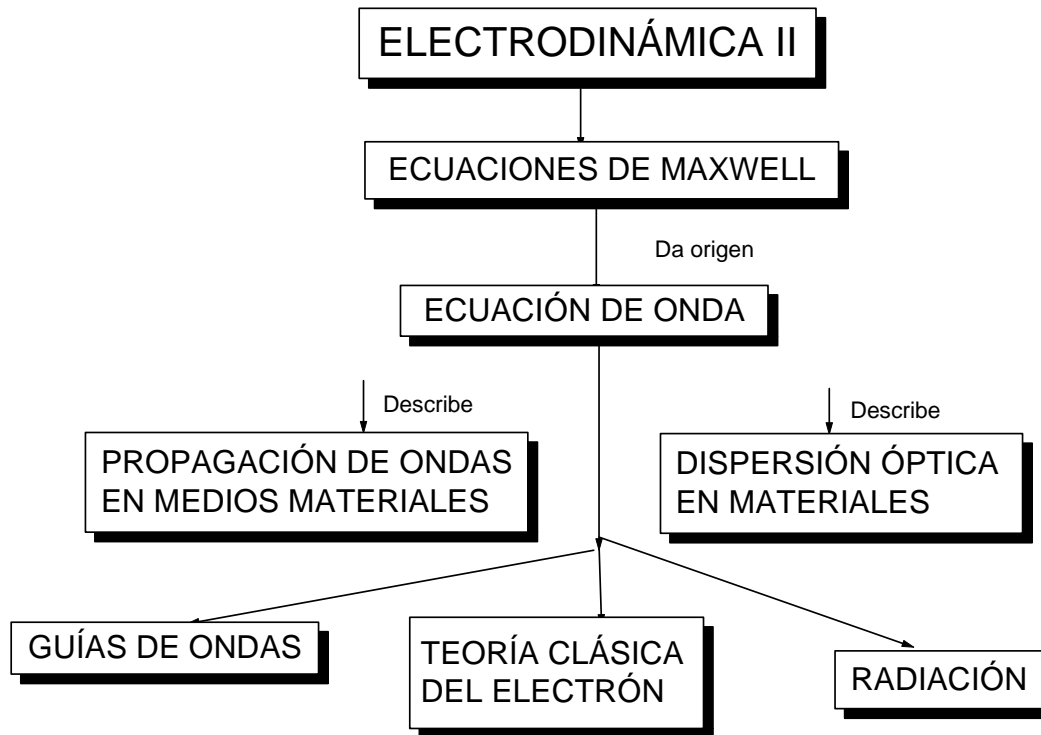 ELECTRODINÁMICA II
ECUACIONES DE MAXWELL
Da origen
ECUACIÓN DE ONDA
Describe
PROPAGACIÓN DE ONDAS
EN MEDIOS MATERIALES
Describe
DISPERSIÓN ÓPTICA
EN MATERIALES
GUÍAS DE ONDAS
TEORÍA CLÁSICA
DEL ELECTRÓN
RADIACIÓN